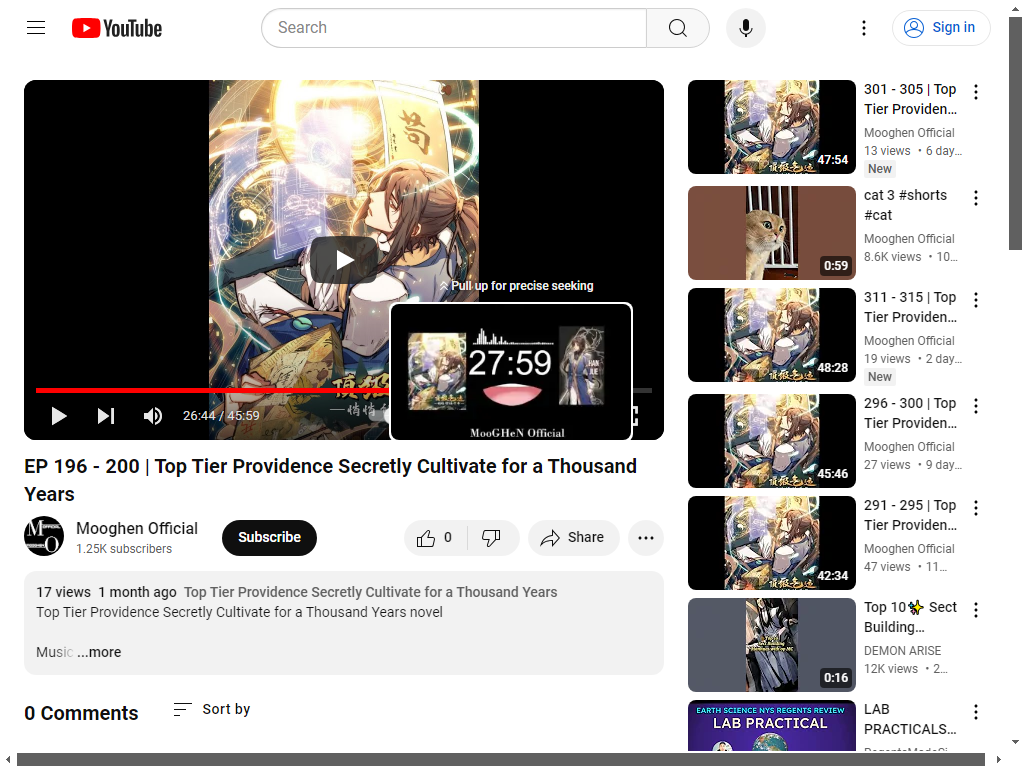 YouTube
Search
Sign in
苟
Pull up for precise seeking
27:59
MooGHeN Official
26:44 / 45:59
EP 196 - 200 | Top Tier Providence Secretly Cultivate for a Thousand
Years
Mooghen Official
1.25K subscribers
Subscribe
0
Share
17 views 1 month ago Top Tier Providence Secretly Cultivate for a Thousand Years
Top Tier Providence Secretly Cultivate for a Thousand Years novel
Music ...more
0 Comments
Sort by
301 - 305 | Top
Tier Providen...
Mooghen Official
13 views • 6 day...
New
47:54
cat 3 #shorts
#cat
Mooghen Official
8.6K views • 10...
0:59
311 - 315 | Top
Tier Providen...
Mooghen Official
19 views • 2 day...
New
48:28
296 - 300 | Top
Tier Providen...
Mooghen Official
27 views • 9 day...
45:46
291 - 295 | Top
Tier Providen...
Mooghen Official
47 views • 11...
42:34
Top 10✨ Sect
Building...
DEMON ARISE
12K views • 2...
0:16
EARTH SCIENCE NYS REGENTS REVIEW
LAB PRACTICAL
LAB
PRACTICALS...